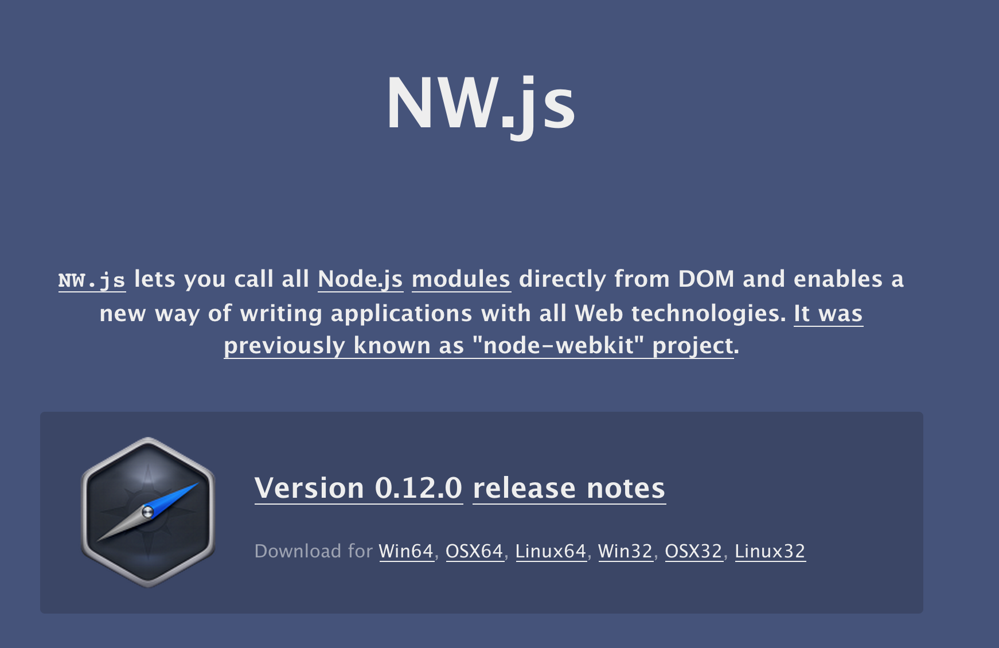 NW.js
NW.js lets you call all Node.js modules directly from DOM and enables a
new way of writing applications with all Web technologies. It was
previously known as "node-webkit" project.
Version 0.12.0 release notes
Download for Win64, OSX64, Linux64, Win32, OSX32, Linux32